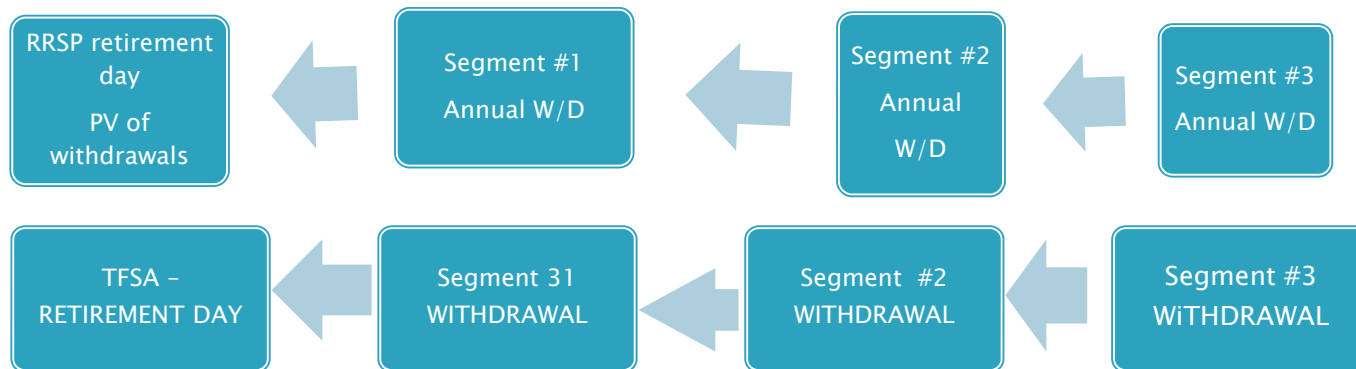 RRSP retirement
day
PV of
withdrawals
Segment #1
Annual W/D
Segment #2
Annual
W/D
Segment #3
Annual W/D
TFSA –
RETIREMENT DAY
Segment 31
WITHDRAWAL
Segment #2
WITHDRAWAL
Segment #3
WiTHDRAWAL